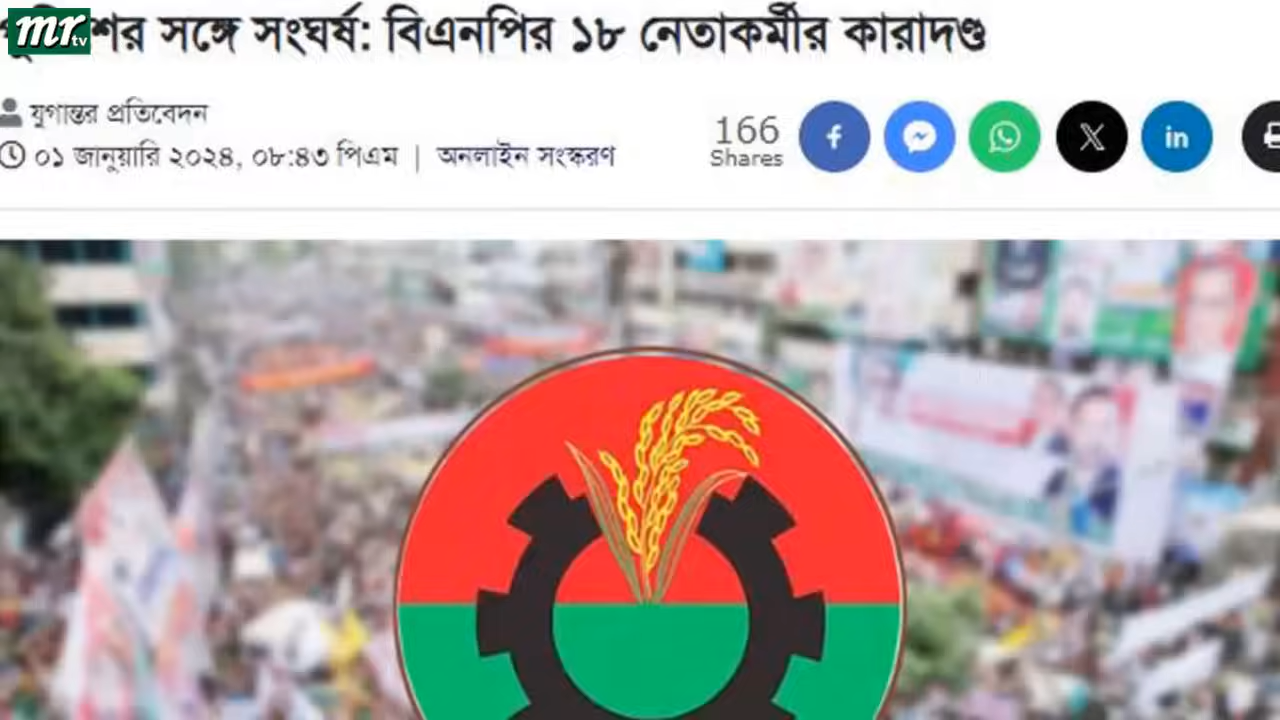 mr tv
সঙ্গে সংঘর্ষ: বিএনপির ১৮ নেতাকর্মীর কারাদণ্ড
যুগান্তর প্রতিবেদন
০১ জানুয়ারি ২০২৪, ০৮:৪৩ পিএম | অনলাইন সংস্করণ
166
Shares